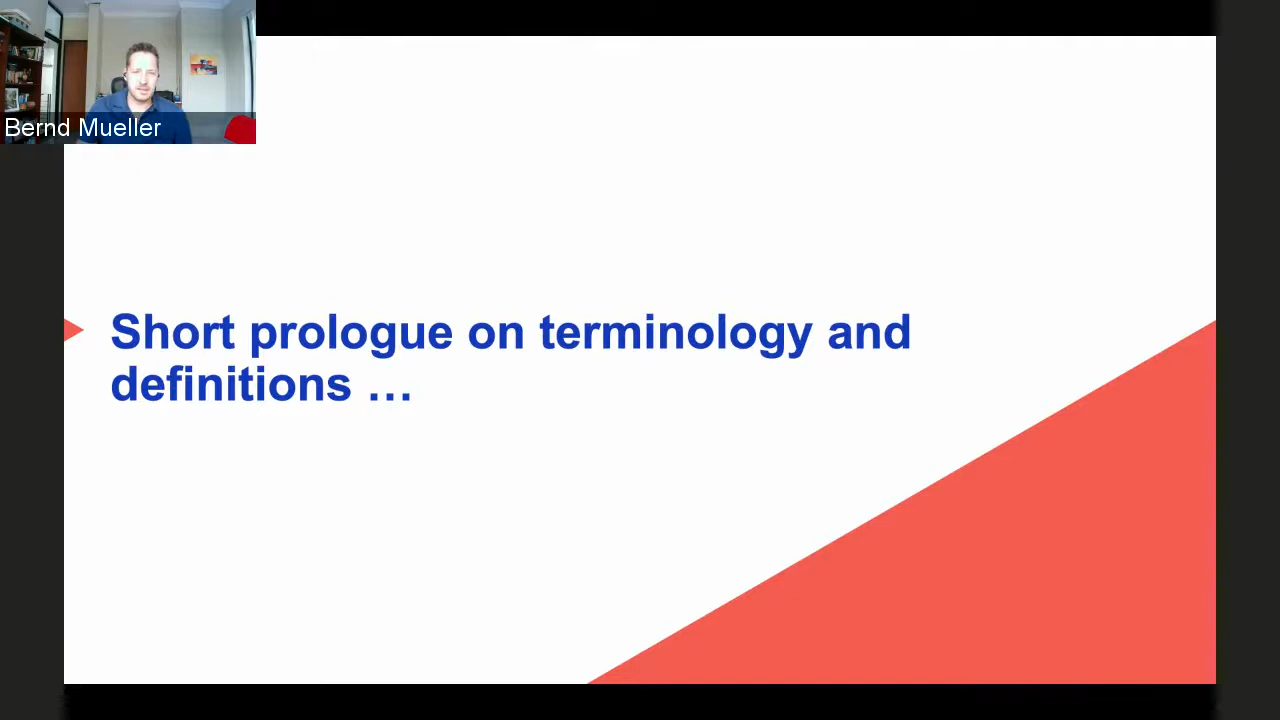 Bernd Mueller
Short prologue on terminology and
definitions …